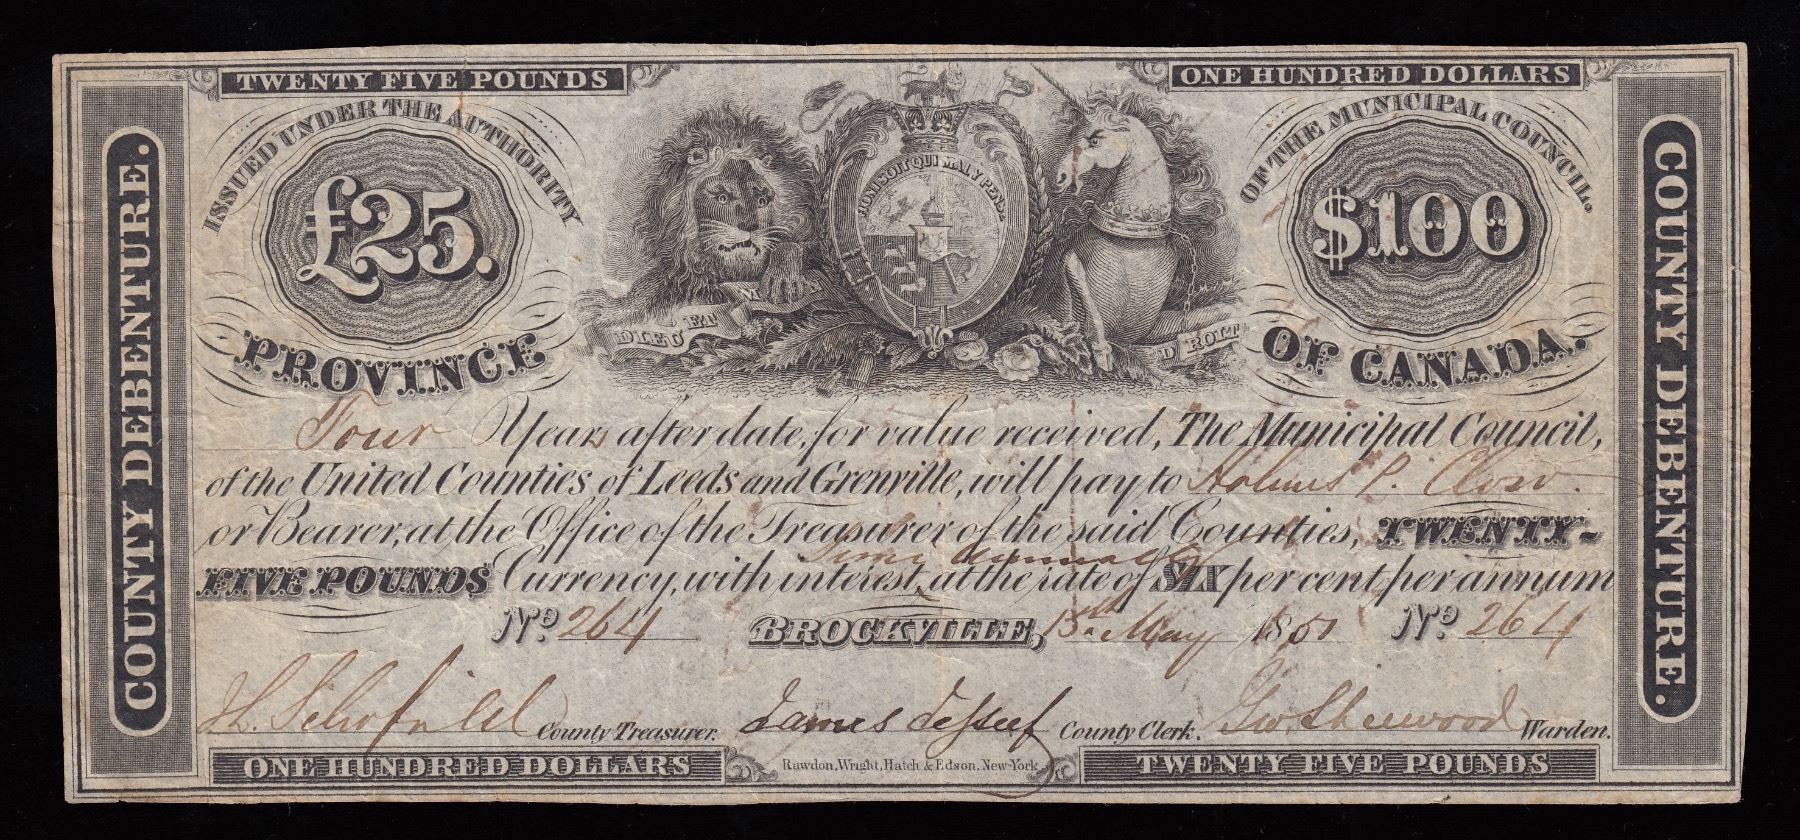 TWENTY FIVE POUNDS
ONE HUNDRED DOLLARS
ISSUED UNDER THE AUTHORITY
OF THE MUNICIPAL COUNCIL.
£25.
$100
HONI SOIT QUI MAL Y PENSE
DIEU ET M
DROIT
PROVINCE
OF CANADA.
COUNTY DEBENTURE.
COUNTY DEBENTURE.
Four Years after date, for value received, The Municipal Council,
of the United Counties of Leeds and Grenville, will pay to P.
or Bearer, at the Office of the Treasurer of the said Counties, TWENTY-
Semi Annually
FIVE POUNDS Currency, with interest, at the rate of SIX per cent, per annum
No 264 BROCKVILLE, 15th May 1851 No 264
Schofield County Treasurer. James Jessup County Clerk. Geo Sherwood Warden.
ONE HUNDRED DOLLARS
Rawdon, Wright, Hatch & Edson. New-York
TWENTY FIVE POUNDS